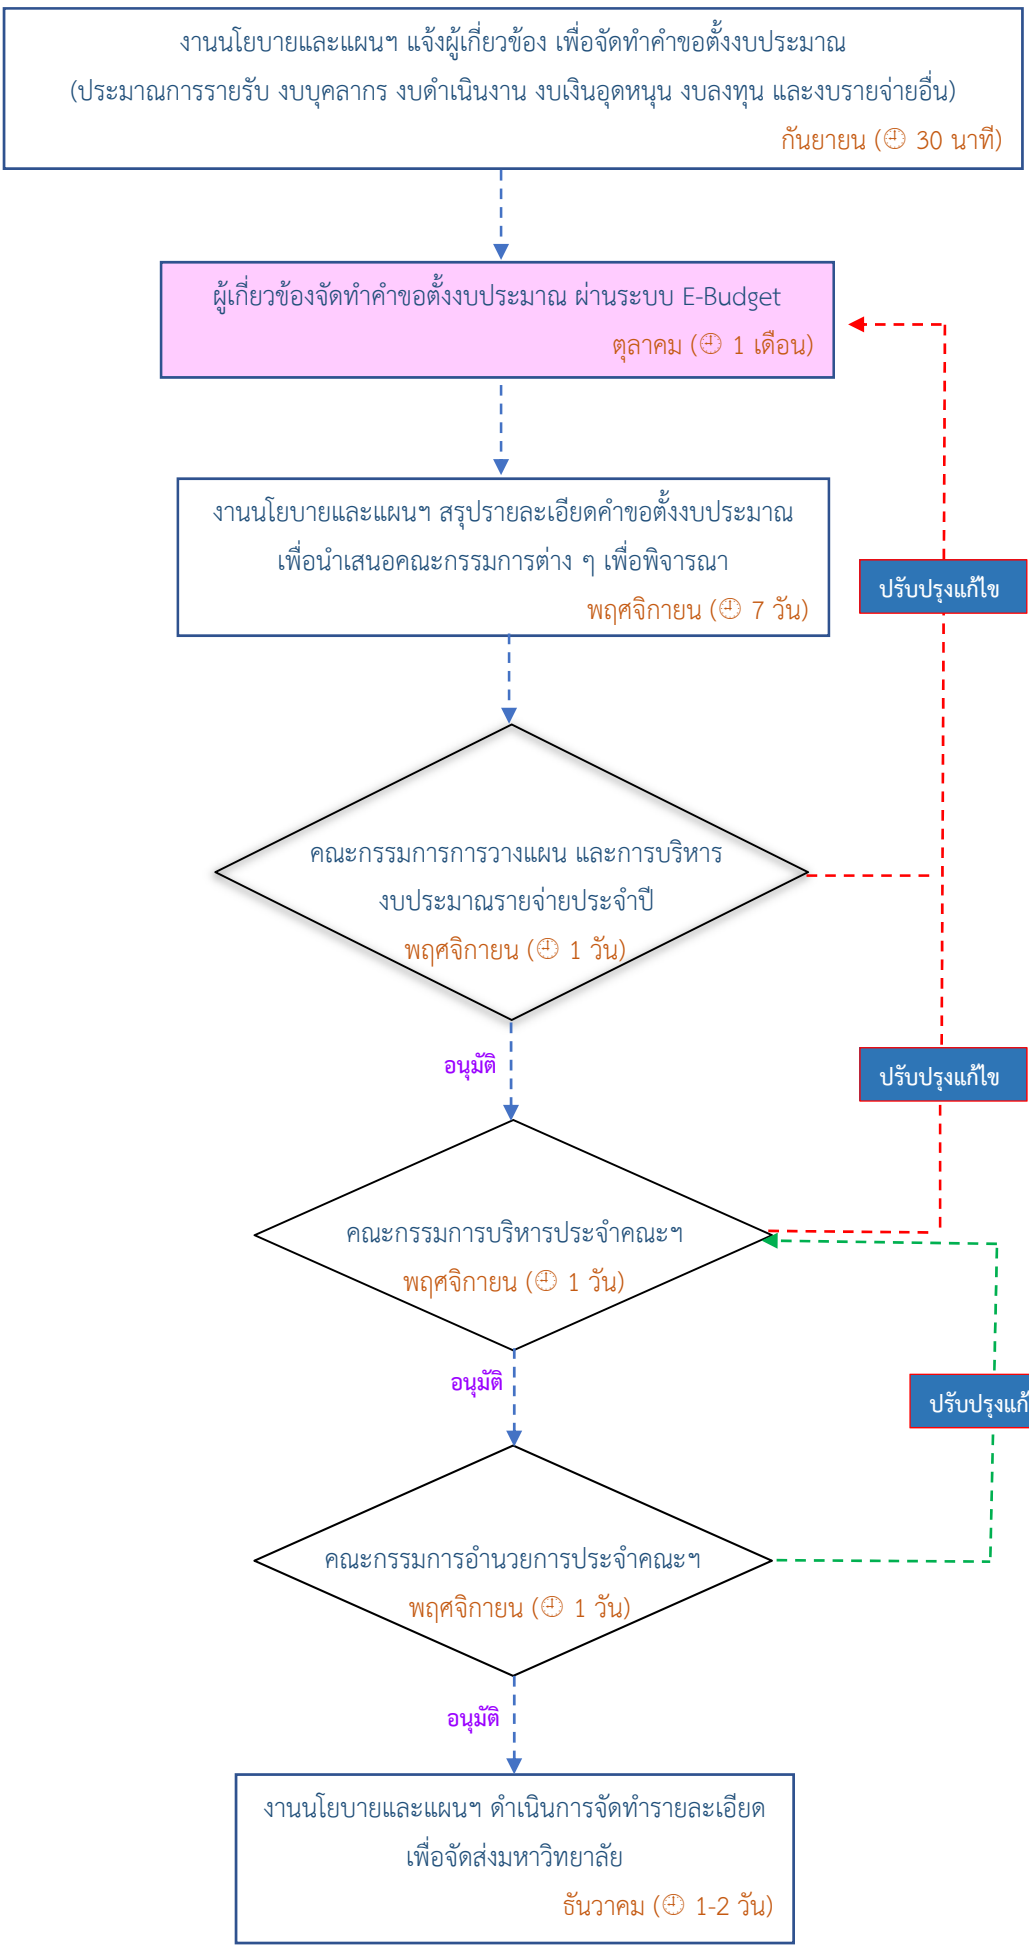 งานนโยบายและแผนฯ แจ้งผู้เกี่ยวข้อง เพื่อจัดทำคำขอตั้งงบประมาณ
(ประมาณการรายรับ งบบุคลากร งบดำเนินงาน งบเงินอุดหนุน งบลงทุน และงบรายจ่ายอื่น)
กันยายน (🕘 30 นาที)
ผู้เกี่ยวข้องจัดทำคำขอตั้งงบประมาณ ผ่านระบบ E-Budget
ตุลาคม (🕘 1 เดือน)
งานนโยบายและแผนฯ สรุปรายละเอียดคำขอตั้งงบประมาณ
เพื่อนำเสนอคณะกรรมการต่าง ๆ เพื่อพิจารณา
พฤศจิกายน (🕘 7 วัน)
ปรับปรุงแก้ไข
คณะกรรมการการวางแผน และการบริหาร
งบประมาณรายจ่ายประจำปี
พฤศจิกายน (🕘 1 วัน)
อนุมัติ
ปรับปรุงแก้ไข
คณะกรรมการบริหารประจำคณะฯ
พฤศจิกายน (🕘 1 วัน)
อนุมัติ
ปรับปรุงแก้
คณะกรรมการอำนวยการประจำคณะฯ
พฤศจิกายน (🕘 1 วัน)
อนุมัติ
งานนโยบายและแผนฯ ดำเนินการจัดทำรายละเอียด
เพื่อจัดส่งมหาวิทยาลัย
ธันวาคม (🕘 1-2 วัน)